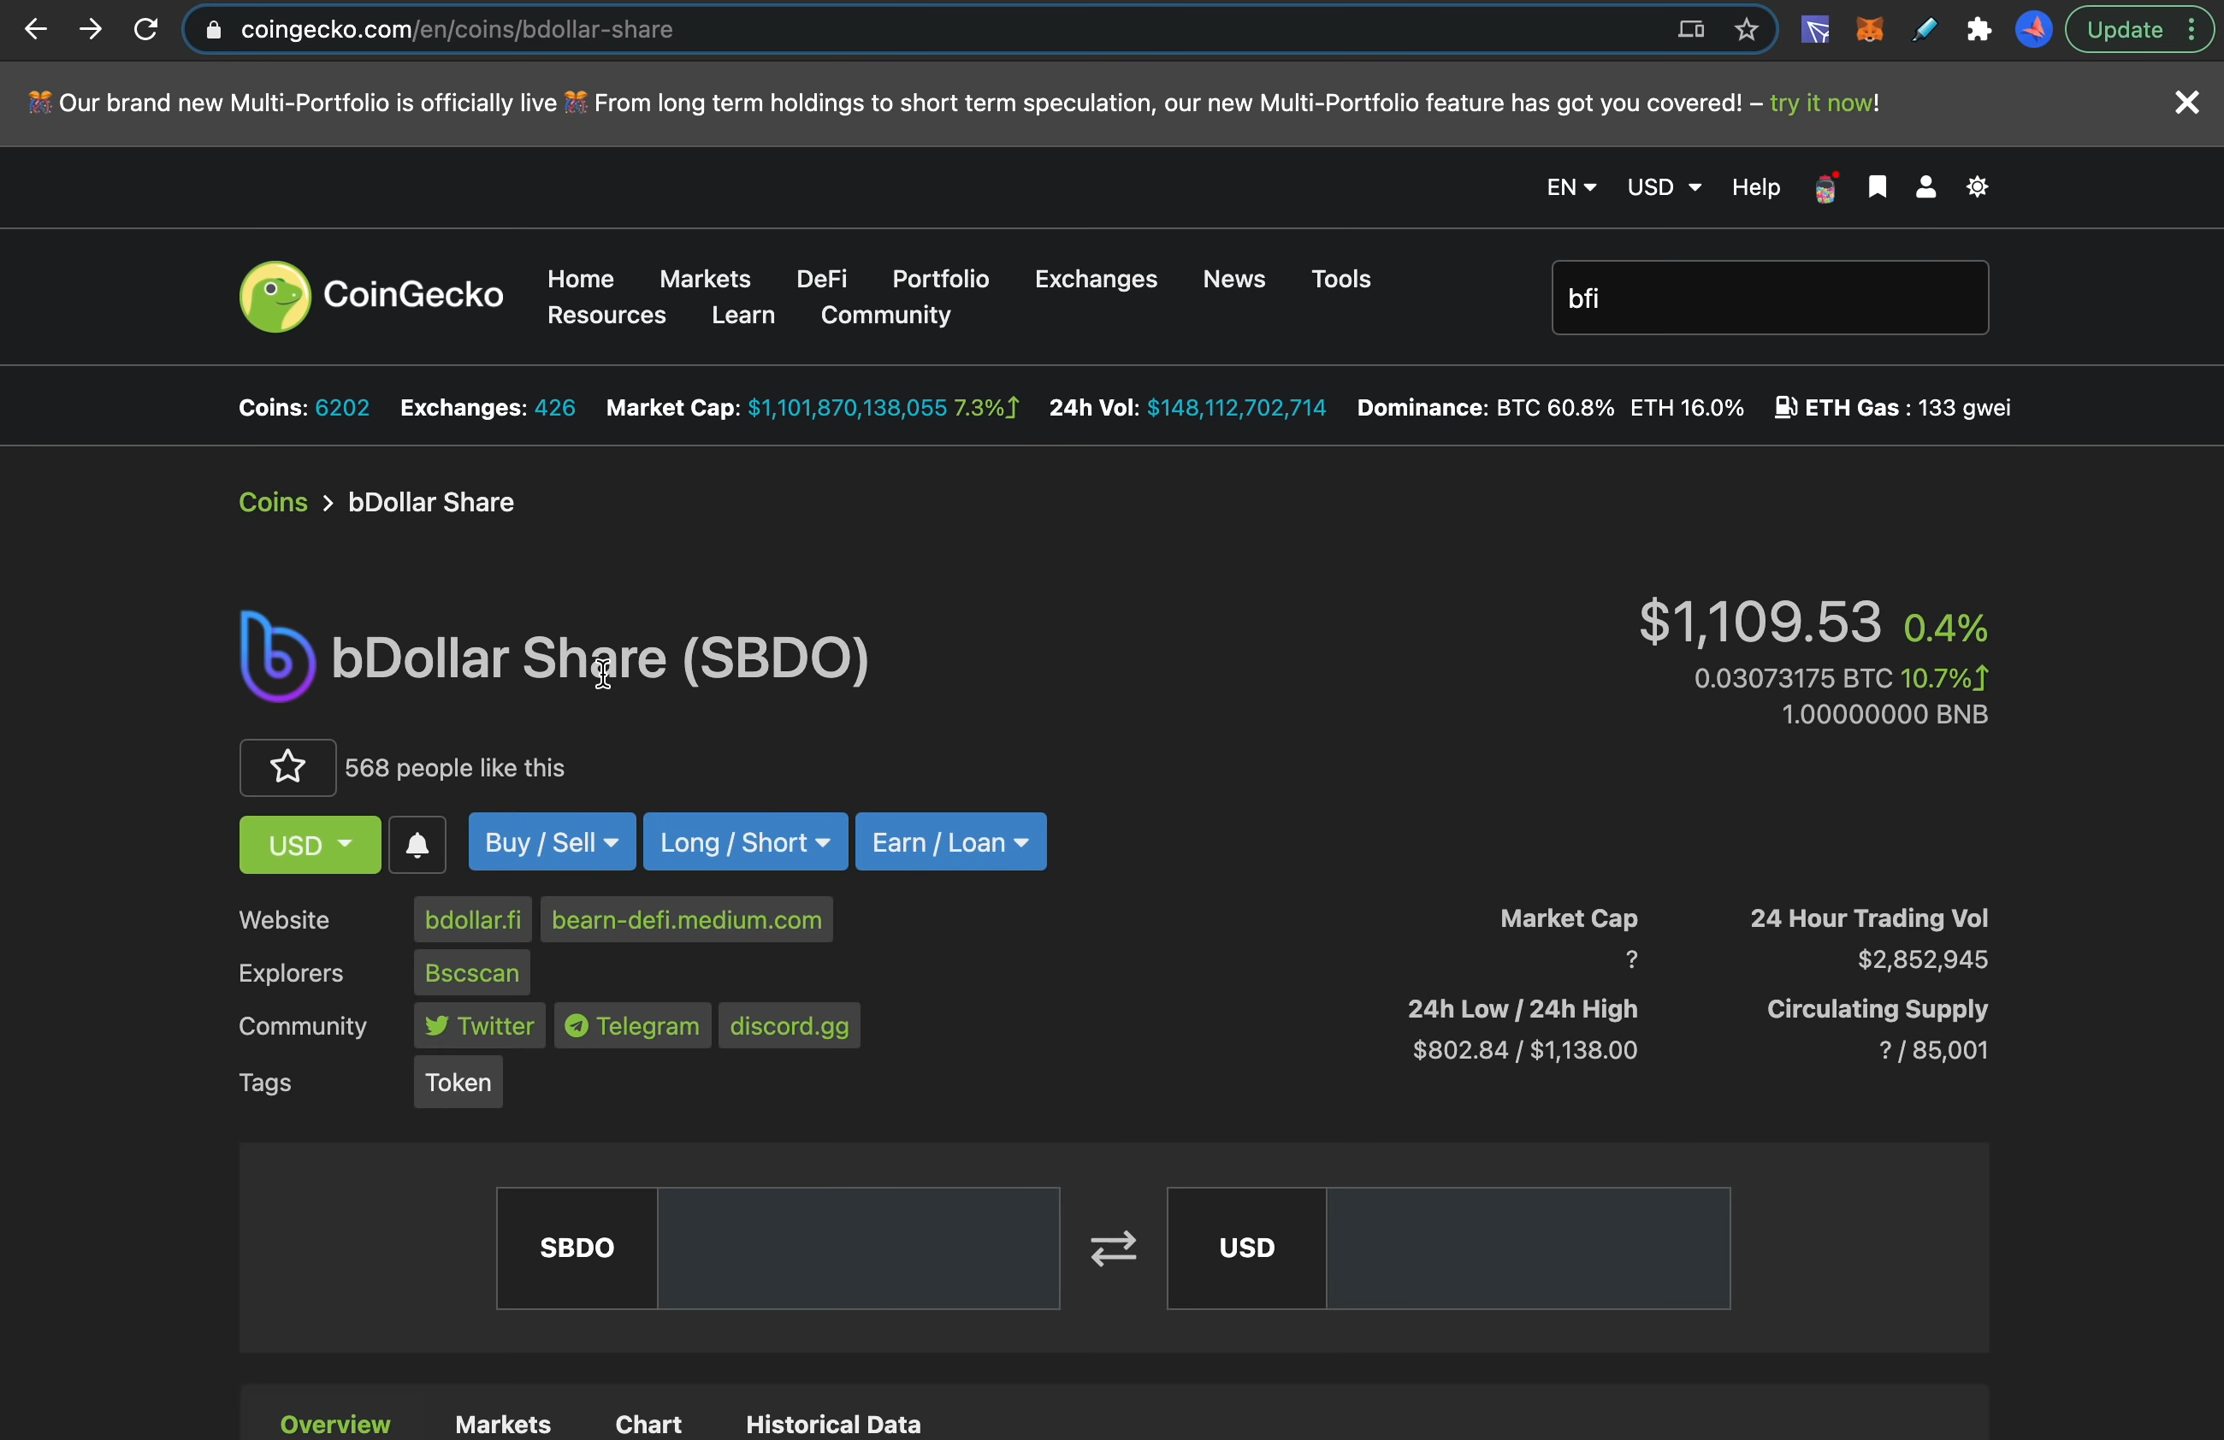 coingecko.com/en/coins/bdollar-share
Update
Our brand new Multi-Portfolio is officially live From long term holdings to short term speculation, our new Multi-Portfolio feature has got you covered! – try it now!
EN USD Help
CoinGecko
Home Markets DeFi Portfolio Exchanges News Tools
Resources Learn Community
bfi
Coins: 6202 Exchanges: 426 Market Cap: $1,101,870,138,055 7.3% 24h Vol: $148,112,702,714 Dominance: BTC 60.8% ETH 16.0% ETH Gas : 133 gwei
Coins > bDollar Share
bDollar Share (SBDO)
$1,109.53 0.4%
0.03073175 BTC 10.7%
1.00000000 BNB
568 people like this
USD Buy / Sell Long / Short Earn / Loan
Website bdollar.fi bearn-defi.medium.com
Explorers Bscscan
Community Twitter Telegram discord.gg
Tags Token
Market Cap 24 Hour Trading Vol
? $2,852,945
24h Low / 24h High Circulating Supply
$802.84 / $1,138.00 ? / 85,001
SBDO USD
Overview Markets Chart Historical Data